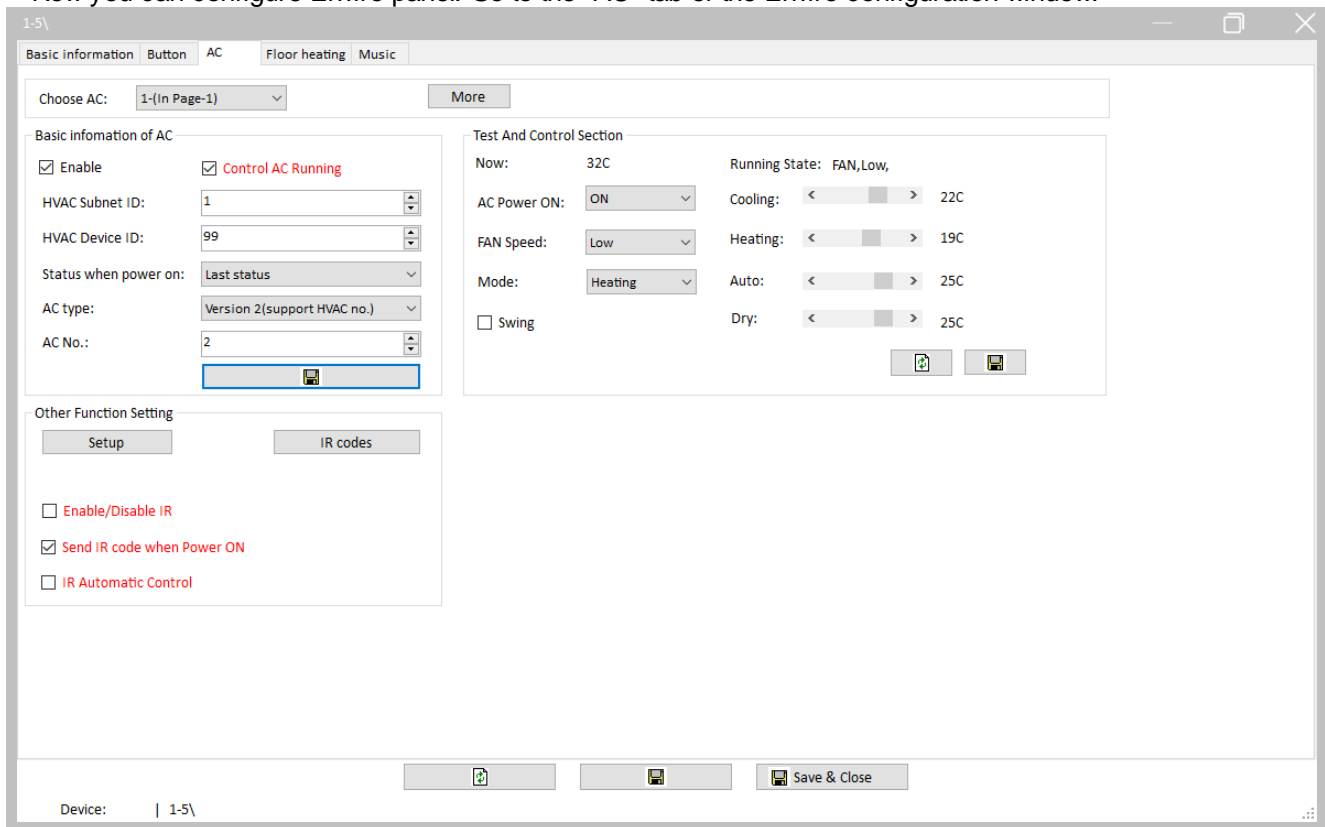 1-5\
Basic information Button AC Floor heating Music
Choose AC: 1-(In Page-1) More
Basic infomation of AC
Enable Control AC Running
HVAC Subnet ID: 1
HVAC Device ID: 99
Status when power on: Last status
AC type: Version 2(support HVAC no.)
AC No.: 2
Test And Control Section
Now: 32C Running State: FAN,Low,
AC Power ON: ON Cooling: 22C
FAN Speed: Low Heating: 19C
Mode: Heating Auto: 25C
Swing Dry: 25C
Other Function Setting
Setup IR codes
Enable/Disable IR
Send IR code when Power ON
IR Automatic Control
Save & Close
Device: | 1-5\